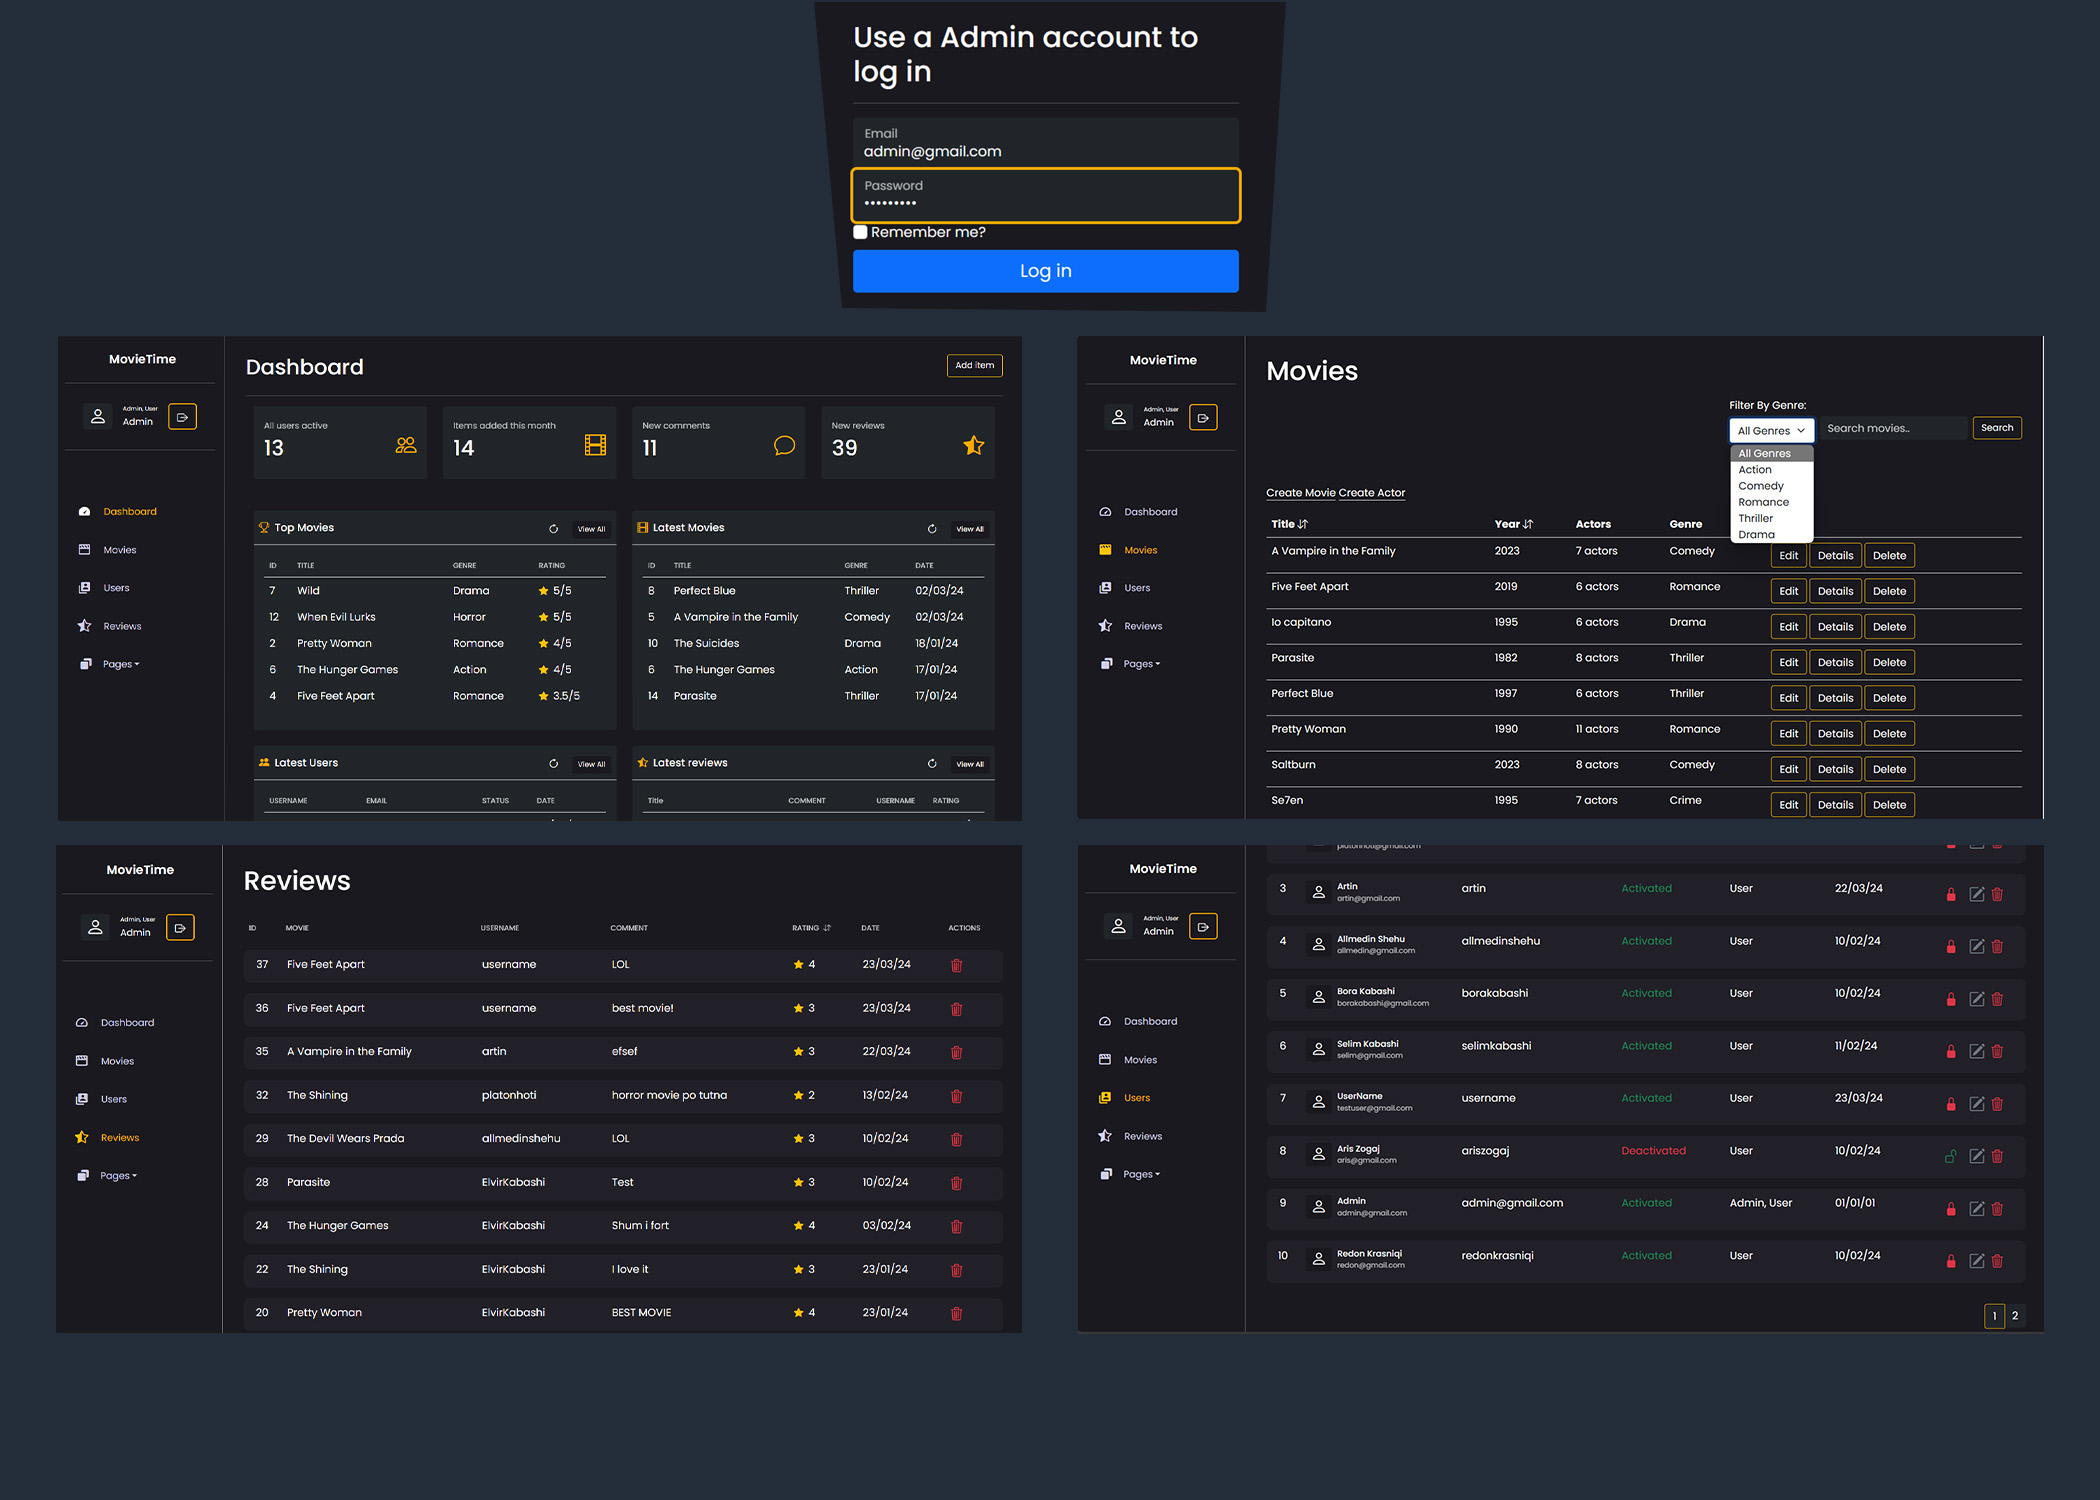 Use a Admin account to
log in
Email
admin@gmail.com
Password
Remember me?
Log in
MovieTime
Admin, User
Admin
Dashboard
Movies
Users
Reviews
Pages
Dashboard
Add item
All users active
13
Items added this month
14
New comments
11
New reviews
39
Top Movies View All
ID TITLE GENRE RATING
7 Wild Drama 5/5
12 When Evil Lurks Horror 5/5
2 Pretty Woman Romance 4/5
6 The Hunger Games Action 4/5
4 Five Feet Apart Romance 3.5/5
Latest Movies View All
ID TITLE GENRE DATE
8 Perfect Blue Thriller 02/03/24
5 A Vampire in the Family Comedy 02/03/24
10 The Suicides Drama 18/01/24
6 The Hunger Games Action 17/01/24
14 Parasite Thriller 17/01/24
Latest Users View All
USERNAME EMAIL STATUS DATE
Latest reviews View All
Title COMMENT USERNAME RATING
MovieTime
Admin, User
Admin
Dashboard
Movies
Users
Reviews
Pages
Movies
Filter By Genre:
All Genres Search movies.. Search
All Genres
Action
Comedy
Romance
Thriller
Drama
Create Movie Create Actor
Title Year Actors Genre
A Vampire in the Family 2023 7 actors Comedy Edit Details Delete
Five Feet Apart 2019 6 actors Romance Edit Details Delete
Io capitano 1995 6 actors Drama Edit Details Delete
Parasite 1982 8 actors Thriller Edit Details Delete
Perfect Blue 1997 6 actors Thriller Edit Details Delete
Pretty Woman 1990 11 actors Romance Edit Details Delete
Saltburn 2023 8 actors Comedy Edit Details Delete
Se7en 1995 7 actors Crime Edit Details Delete
MovieTime
Admin, User
Admin
Dashboard
Movies
Users
Reviews
Pages
Reviews
ID MOVIE USERNAME COMMENT RATING DATE ACTIONS
37 Five Feet Apart username LOL 4 23/03/24
36 Five Feet Apart username best movie! 3 23/03/24
35 A Vampire in the Family artin efsef 3 22/03/24
32 The Shining platonhoti horror movie po tutna 2 13/02/24
29 The Devil Wears Prada allmedinshehu LOL 3 10/02/24
28 Parasite ElvirKabashi Test 3 10/02/24
24 The Hunger Games ElvirKabashi Shum i fort 4 03/02/24
22 The Shining ElvirKabashi I love it 3 23/01/24
20 Pretty Woman ElvirKabashi BEST MOVIE 4 23/01/24
MovieTime
Admin, User
Admin
Dashboard
Movies
Users
Reviews
Pages
platonhoti@gmail.com
3 Artin artin Activated User 22/03/24
artin@gmail.com
4 Allmedin Shehu allmedinshehu Activated User 10/02/24
allmedin@gmail.com
5 Bora Kabashi borakabashi Activated User 10/02/24
borakabashi@gmail.com
6 Selim Kabashi selimkabashi Activated User 11/02/24
selim@gmail.com
7 UserName username Activated User 23/03/24
testuser@gmail.com
8 Aris Zogaj ariszogaj Deactivated User 10/02/24
aris@gmail.com
9 Admin admin@gmail.com Activated Admin, User 01/01/01
admin@gmail.com
10 Redon Krasniqi redonkrasniqi Activated User 10/02/24
redon@gmail.com
1 2